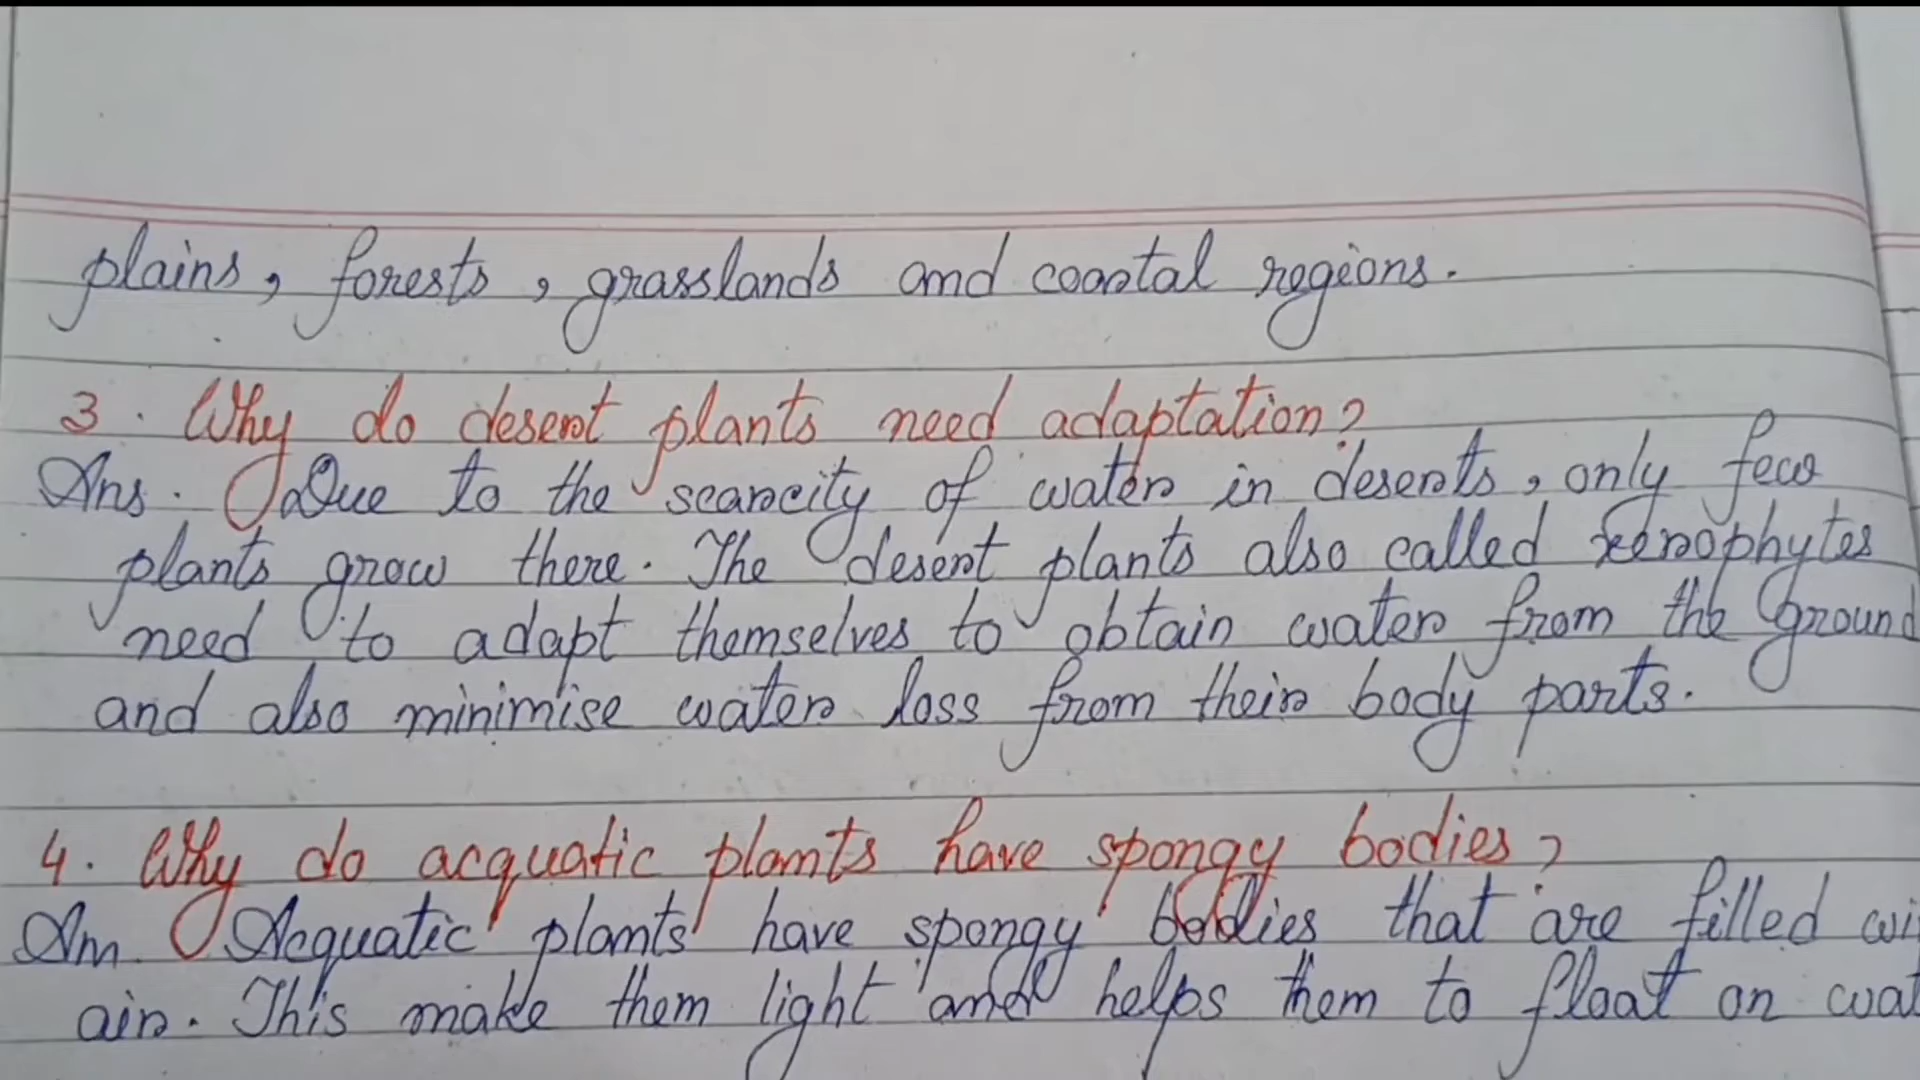 plains, forests, grasslands and coastal regions.
3. Why do desert plants need adaptation?
Ans. Due to the scarcity of water in deserts, only few
plants grow there. The desert plants also called xerophytes
need to adapt themselves to obtain water from the ground
and also minimise water loss from their body parts.
4. Why do acquatic plants have spongy bodies?
Ans. Acquatic plants have spongy bodies that are filled wi
air. This make them light and helps them to float on wat